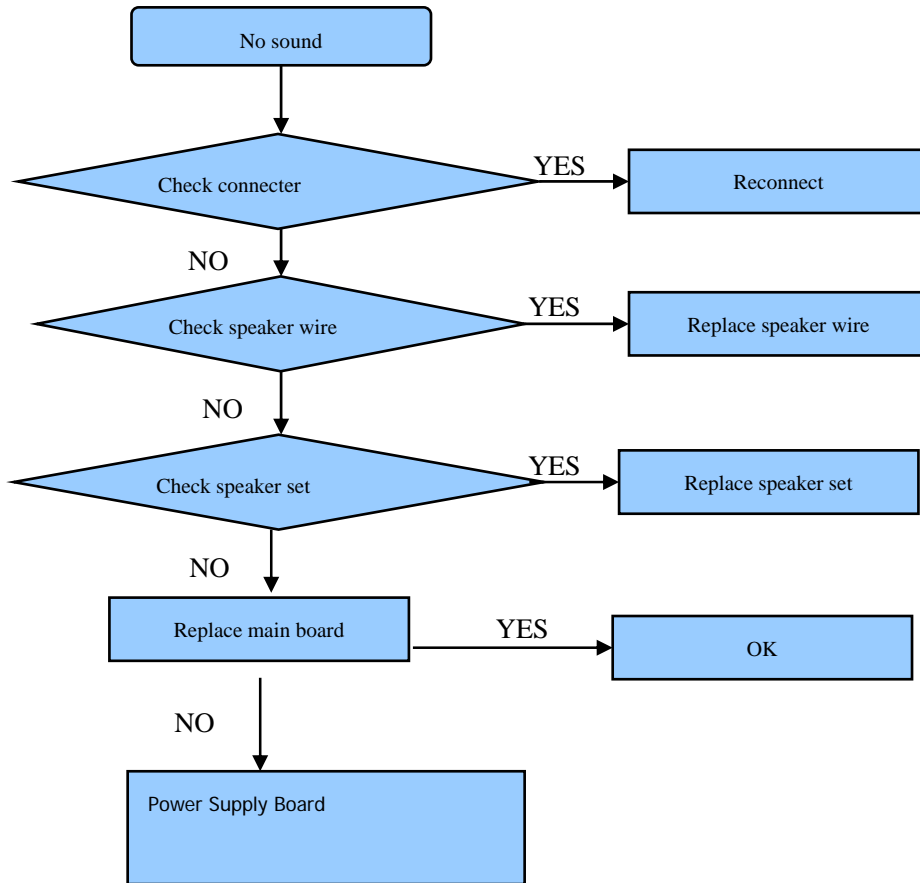 No sound
Check connecter
YES
Reconnect
NO
Check speaker wire
YES
Replace speaker wire
NO
Check speaker set
YES
Replace speaker set
NO
Replace main board
YES
OK
NO
Power Supply Board